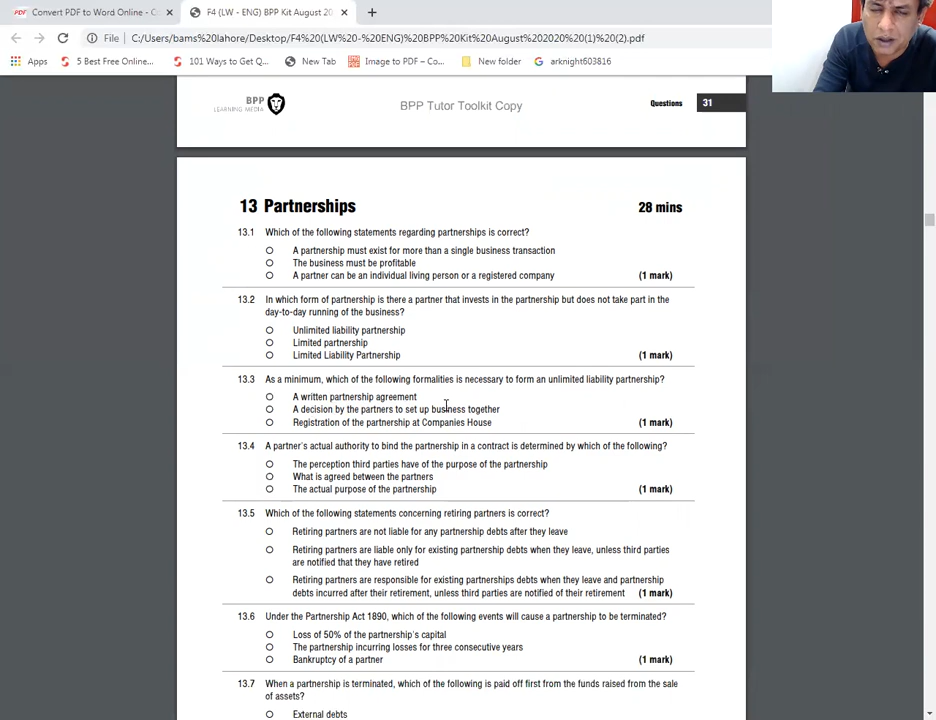 Convert PDF to Word Online - Co
F4 (LW - ENG) BPP Kit August 20
File
C:/Users/bams%20lahore/Desktop/F4%20(LW%20-%20ENG)%20BPP%20Kit%20August%202020%20(1)%20(2).pdf
Apps
5 Best Free Online...
101 Ways to Get Q...
New Tab
Image to PDF – Co...
New folder
arknight603816
BPP
LEARNING MEDIA
BPP Tutor Toolkit Copy
Questions 31
13 Partnerships 28 mins
13.1 Which of the following statements regarding partnerships is correct?
A partnership must exist for more than a single business transaction
The business must be profitable
A partner can be an individual living person or a registered company (1 mark)
13.2 In which form of partnership is there a partner that invests in the partnership but does not take part in the
day-to-day running of the business?
Unlimited liability partnership
Limited partnership
Limited Liability Partnership (1 mark)
13.3 As a minimum, which of the following formalities is necessary to form an unlimited liability partnership?
A written partnership agreement
A decision by the partners to set up business together
Registration of the partnership at Companies House (1 mark)
13.4 A partner's actual authority to bind the partnership in a contract is determined by which of the following?
The perception third parties have of the purpose of the partnership
What is agreed between the partners
The actual purpose of the partnership (1 mark)
13.5 Which of the following statements concerning retiring partners is correct?
Retiring partners are not liable for any partnership debts after they leave
Retiring partners are liable only for existing partnership debts when they leave, unless third parties
are notified that they have retired
Retiring partners are responsible for existing partnerships debts when they leave and partnership
debts incurred after their retirement, unless third parties are notified of their retirement (1 mark)
13.6 Under the Partnership Act 1890, which of the following events will cause a partnership to be terminated?
Loss of 50% of the partnership's capital
The partnership incurring losses for three consecutive years
Bankruptcy of a partner (1 mark)
13.7 When a partnership is terminated, which of the following is paid off first from the funds raised from the sale
of assets?
External debts